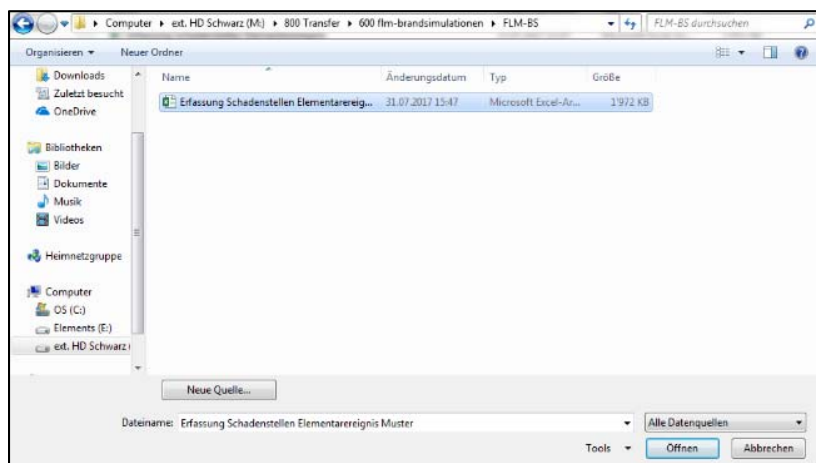 Computer ▸ ext. HD Schwarz (M:) ▸ 800 Transfer ▸ 600 flm-brandsimulationen ▸ FLM-BS
FLM-BS durchsuchen
Organisieren Neuer Ordner
Name Änderungsdatum Typ Größe
Erfassung Schadenstellen Elementarereig... 31.07.2017 15:47 Microsoft Excel-Ar... 1'972 KB
Downloads
Zuletzt besucht
OneDrive
Bibliotheken
Bilder
Dokumente
Musik
Videos
Heimnetzgruppe
Computer
OS (C:)
Elements (E:)
ext. HD Schwarz (
Neue Quelle...
Dateiname: Erfassung Schadenstellen Elementarereignis Muster Alle Datenquellen
Tools Öffnen Abbrechen